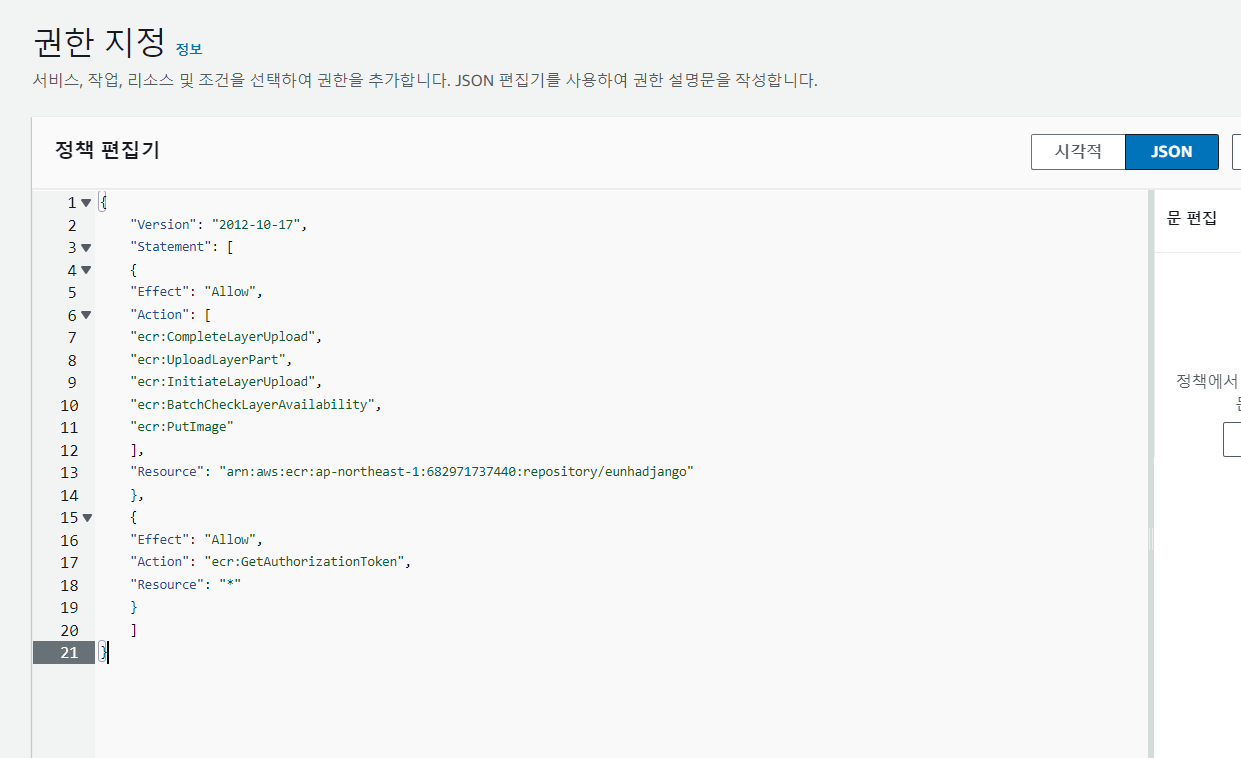 권한 지정 정보
서비스, 작업, 리소스 및 조건을 선택하여 권한을 추가합니다. JSON 편집기를 사용하여 권한 설명문을 작성합니다.
정책 편집기
시각적 JSON
문 편집
정책에서
1 {
2 "Version": "2012-10-17",
3 "Statement": [
4 {
5 "Effect": "Allow",
6 "Action": [
7 "ecr:CompleteLayerUpload",
8 "ecr:UploadLayerPart",
9 "ecr:InitiateLayerUpload",
10 "ecr:BatchCheckLayerAvailability",
11 "ecr:PutImage"
12 ],
13 "Resource": "arn:aws:ecr:ap-northeast-1:682971737440:repository/eunhadjango"
14 },
15 {
16 "Effect": "Allow",
17 "Action": "ecr:GetAuthorizationToken",
18 "Resource": "*"
19 }
20 ]
21 }